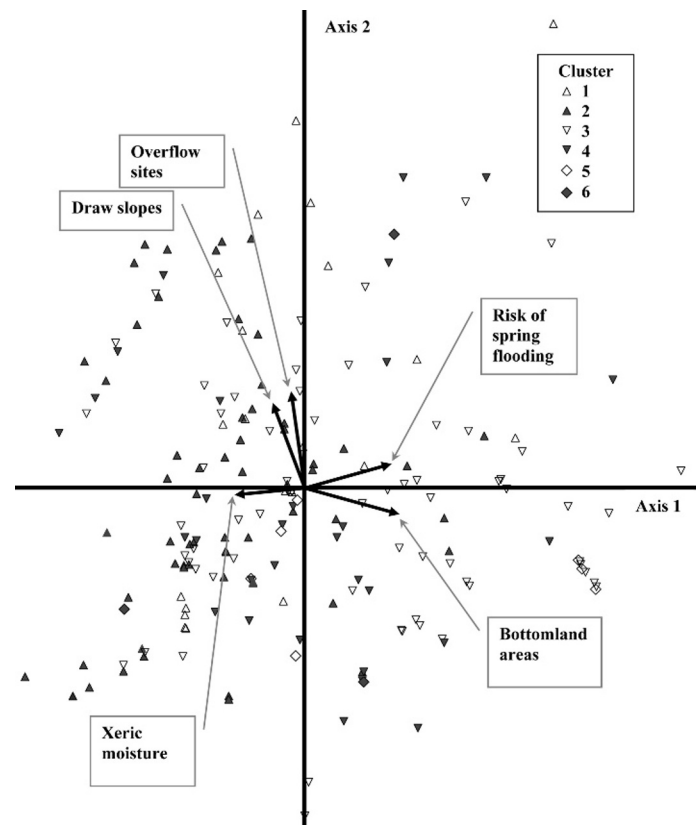 Axis 2
Cluster
1
2
3
4
5
6
Overflow
sites
Draw slopes
Risk of
spring
flooding
Axis 1
Bottomland
areas
Xeric
moisture